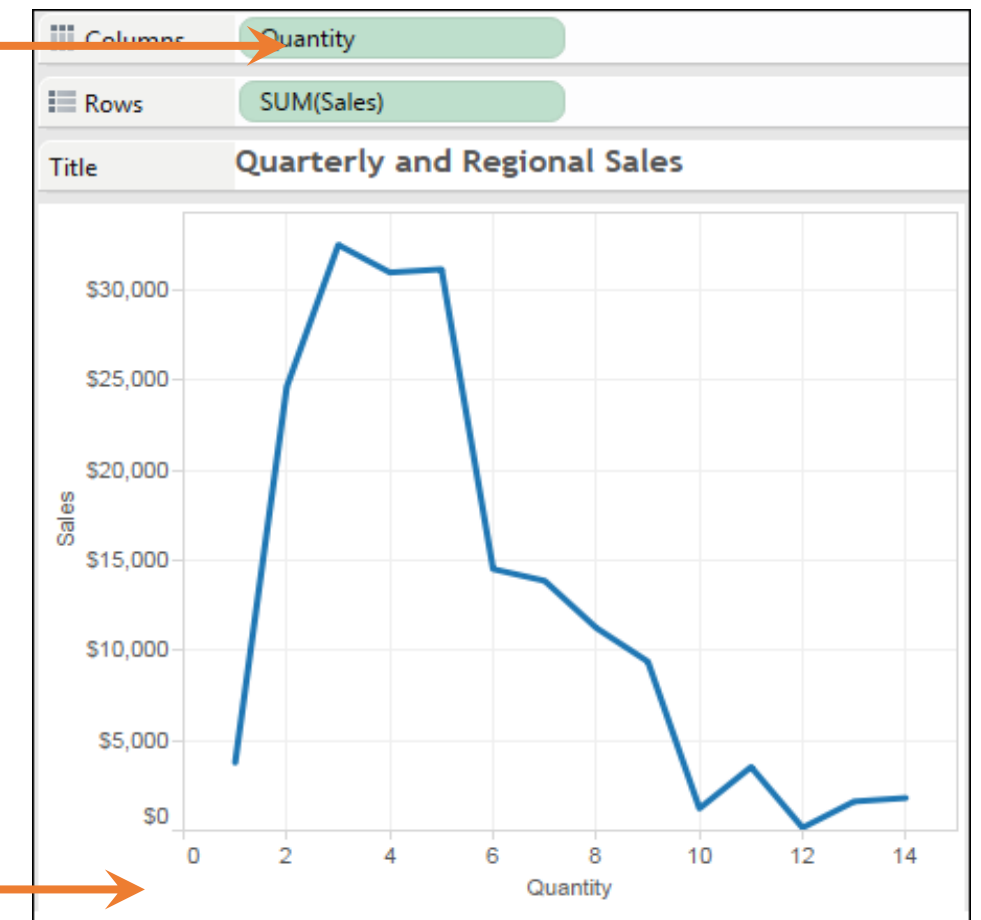 Columns Quantity
Rows SUM(Sales)
Title Quarterly and Regional Sales
$30,000
$25,000
$20,000
$15,000
$10,000
$5,000
$0
Sales
0 2 4 6 8 10 12 14
Quantity